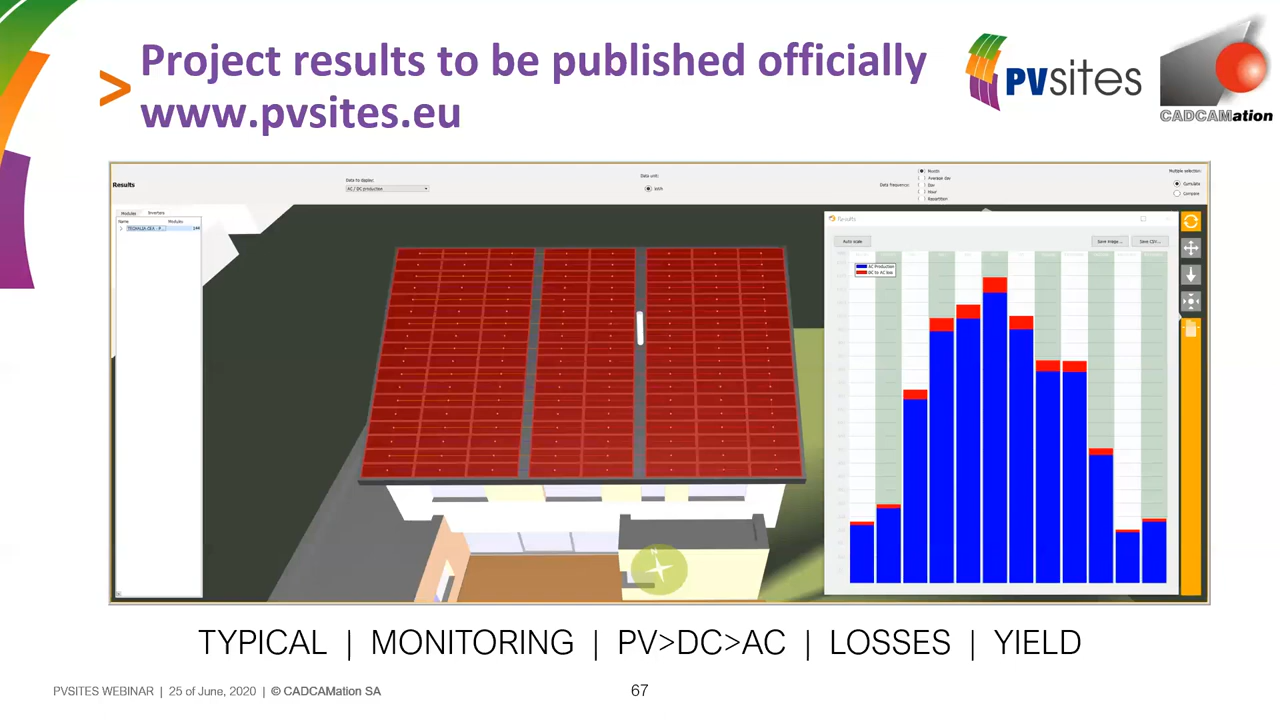 Project results to be published officially
www.pvsites.eu
PVsites
CADCAMation
Results
Data to display:
AC / DC production
Data unit:
kWh
Data frequency:
Month
Average day
Day
Hour
Repartition
Multiple selection:
Cumulate
Compare
Modules
Inverters
Name
Modules
Auto scale
Save image...
Save CSV...
AC Production
DC to AC loss
N
TYPICAL | MONITORING | PV>DC>AC | LOSSES | YIELD
PVSITES WEBINAR | 25 of June, 2020 | © CADCAMation SA
67